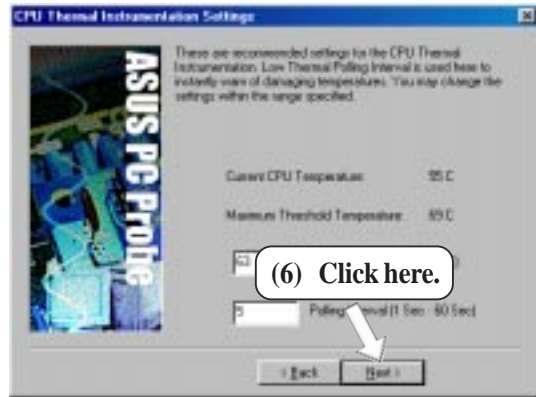 CPU Thermal Instrumentation Settings
ASUS PC Probe
These are recommended settings for the CPU Thermal
Instrumentation. Low Thermal Polling Interval is used here to
instantly warn of damaging temperatures. You may change the
settings within the range specified.
Current CPU Temperature
Maximum Threshold Temperature
(6) Click here.
5 Polling Interval (1 Sec - 60 Sec)
< Back
Next >